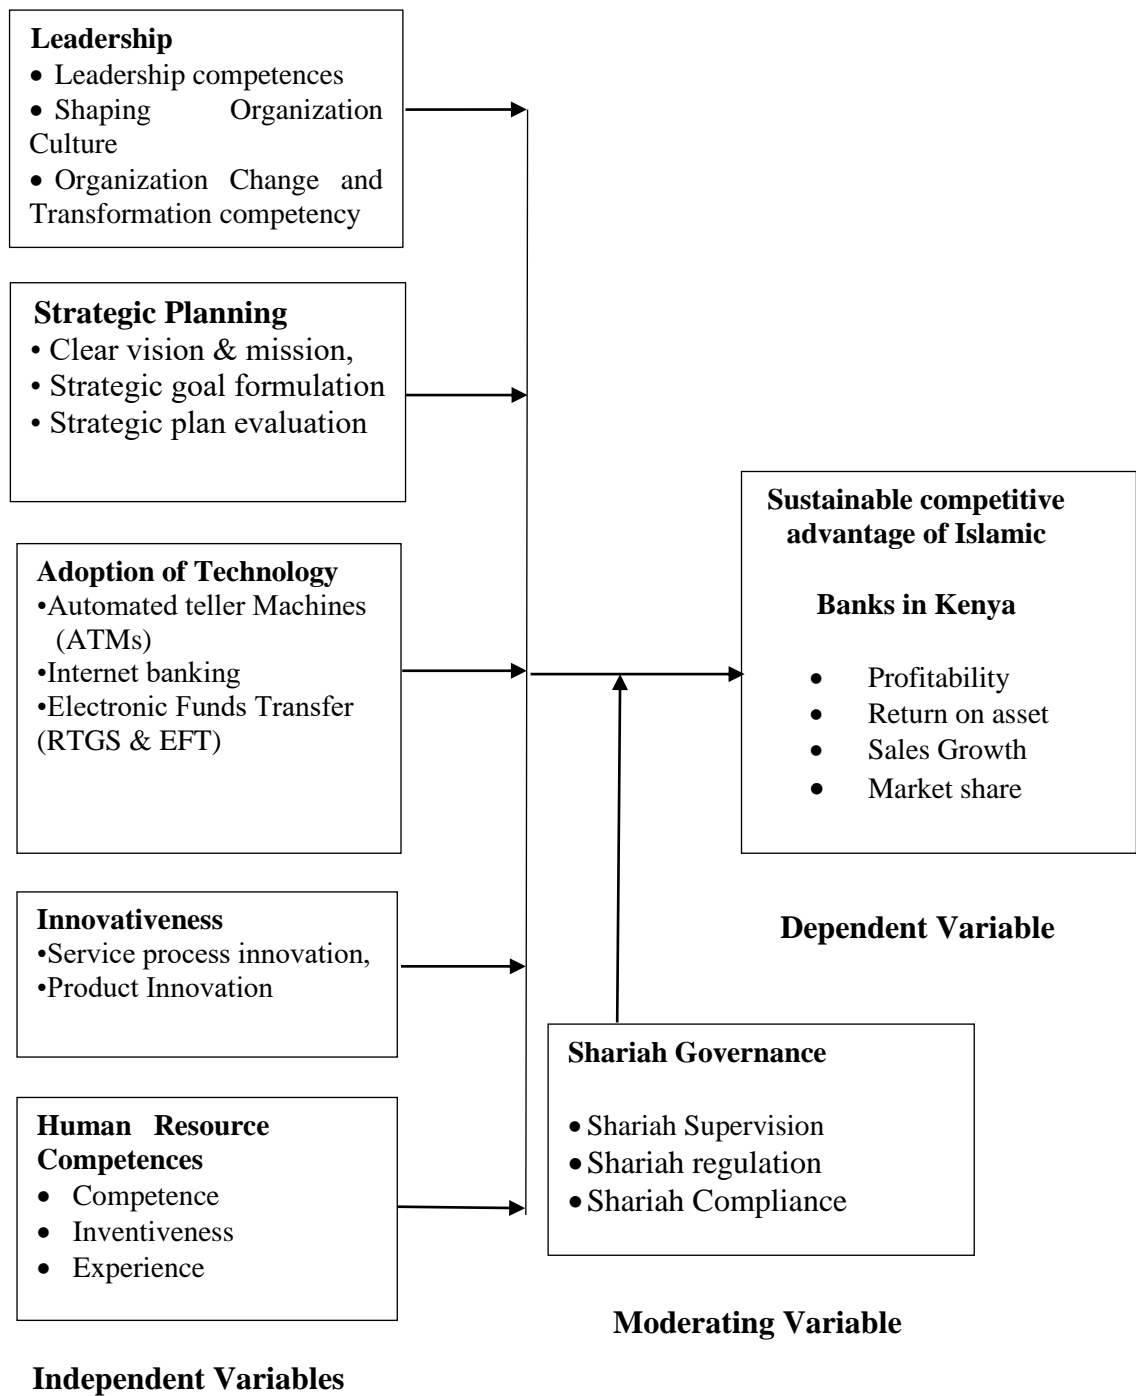 Leadership
• Leadership competences
• Shaping Organization
Culture
• Organization Change and
Transformation competency
Strategic Planning
• Clear vision & mission,
• Strategic goal formulation
• Strategic plan evaluation
Adoption of Technology
•Automated teller Machines
(ATMs)
•Internet banking
•Electronic Funds Transfer
(RTGS & EFT)
Innovativeness
•Service process innovation,
•Product Innovation
Human Resource
Competences
• Competence
• Inventiveness
• Experience
Independent Variables
Sustainable competitive
advantage of Islamic
Banks in Kenya
• Profitability
• Return on asset
• Sales Growth
• Market share
Dependent Variable
Shariah Governance
• Shariah Supervision
• Shariah regulation
• Shariah Compliance
Moderating Variable